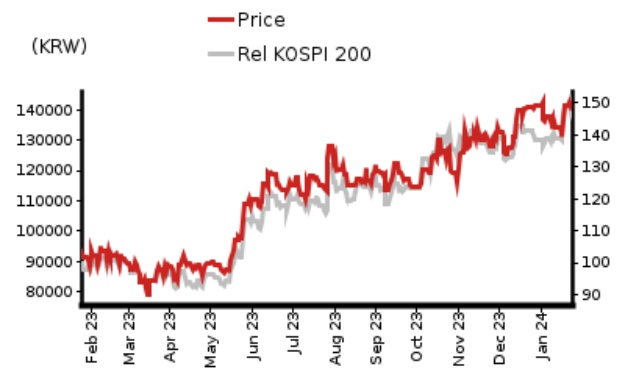 Price
(KRW)
Rel KOSPI 200
140000
130000
120000
110000
100000
90000
80000
150
140
130
120
110
100
90
Feb 23
Mar 23
Apr 23
May 23
Jun 23
Jul 23
Aug 23
Sep 23
Oct 23
Nov 23
Dec 23
Jan 24